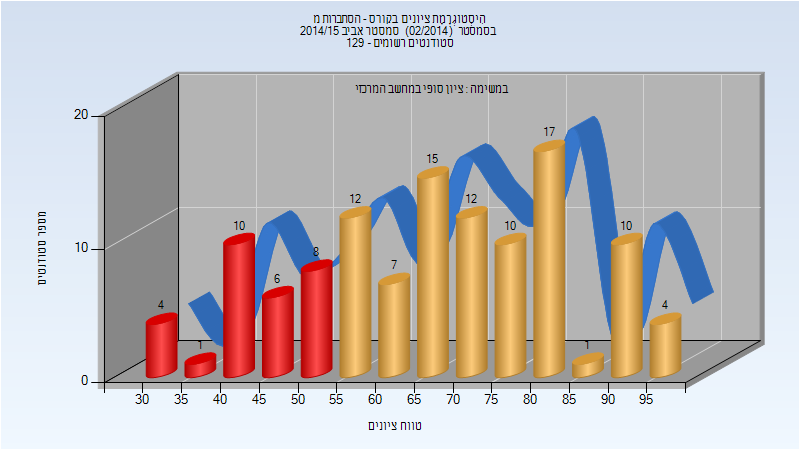 היסטוגרמת ציונים בקורס - הסתברות מ
בסמסטר (02/2014) סמסטר אביב 2014/15
סטודנטים רשומים - 129
במשימה : ציון סופי במחשב המרכזי
מספר סטודנטים
20
10
0
4
1
10
6
8
12
7
15
12
10
17
1
10
4
30 35 40 45 50 55 60 65 70 75 80 85 90 95
טווח ציונים